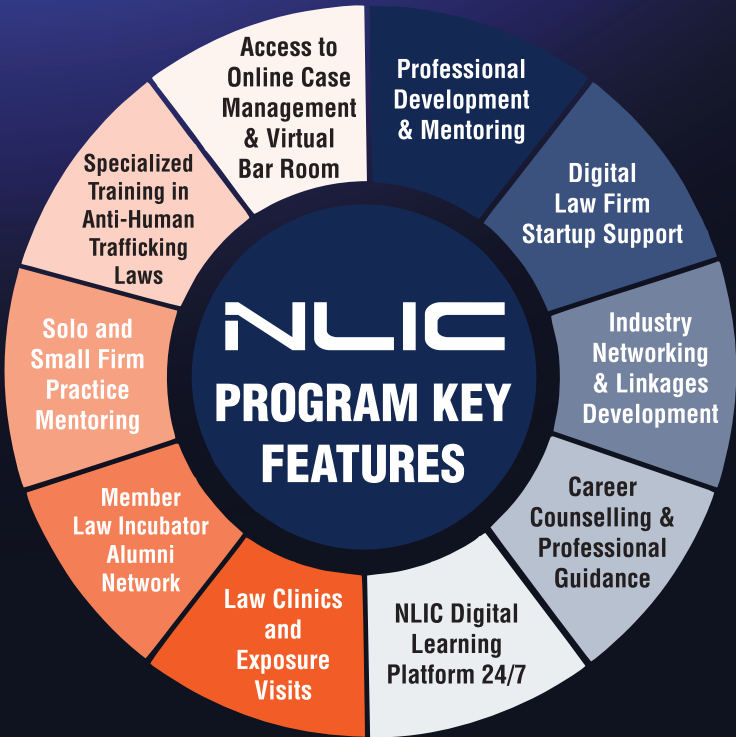 NLIC
PROGRAM KEY
FEATURES
Professional
Development
& Mentoring
Digital
Law Firm
Startup Support
Industry
Networking
& Linkages
Development
Career
Counselling &
Professional
Guidance
NLIC Digital
Learning
Platform 24/7
Law Clinics
and
Exposure
Visits
Member
Law Incubator
Alumni
Network
Solo and
Small Firm
Practice
Mentoring
Specialized
Training in
Anti-Human
Trafficking
Laws
Access to
Online Case
Management
& Virtual
Bar Room